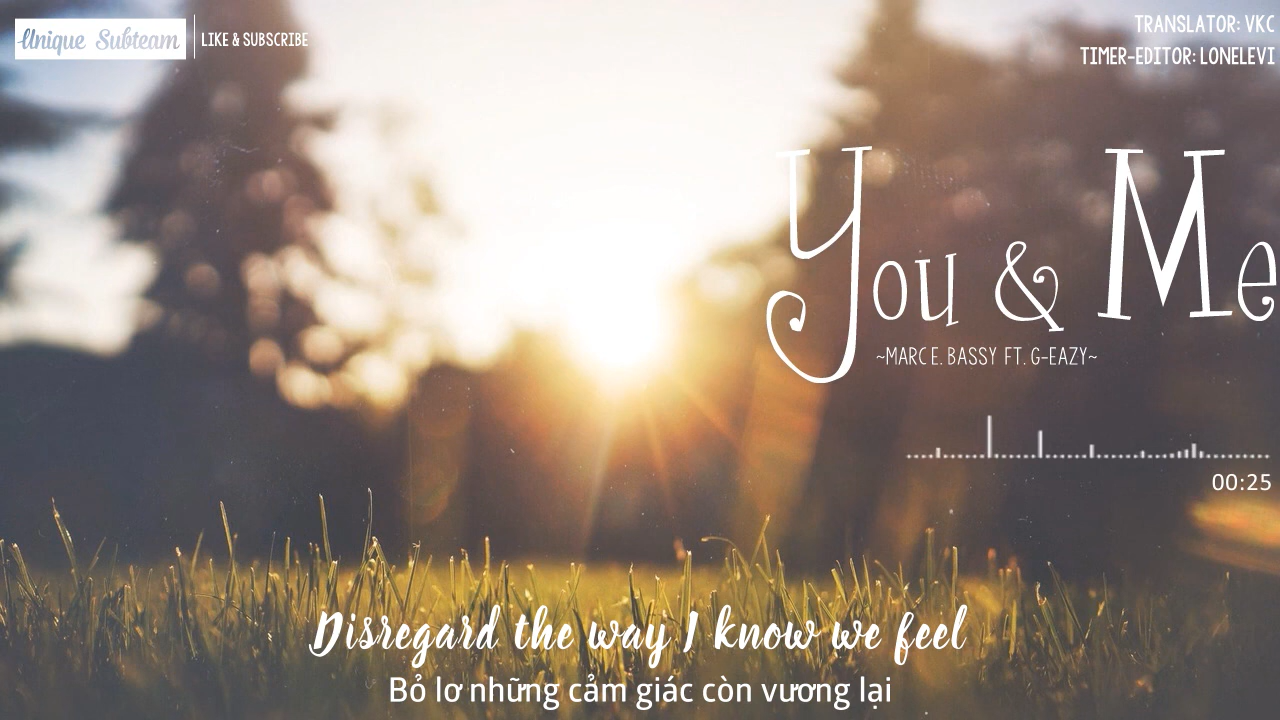 Unique Subteam
LIKE & SUBSCRIBE
TRANSLATOR: VKC
TIMER-EDITOR: LONELEVI
You & Me
~MARC E. BASSY FT. G-EAZY~
00:25
Disregard the way I know we feel
Bỏ lơ những cảm giác còn vương lại